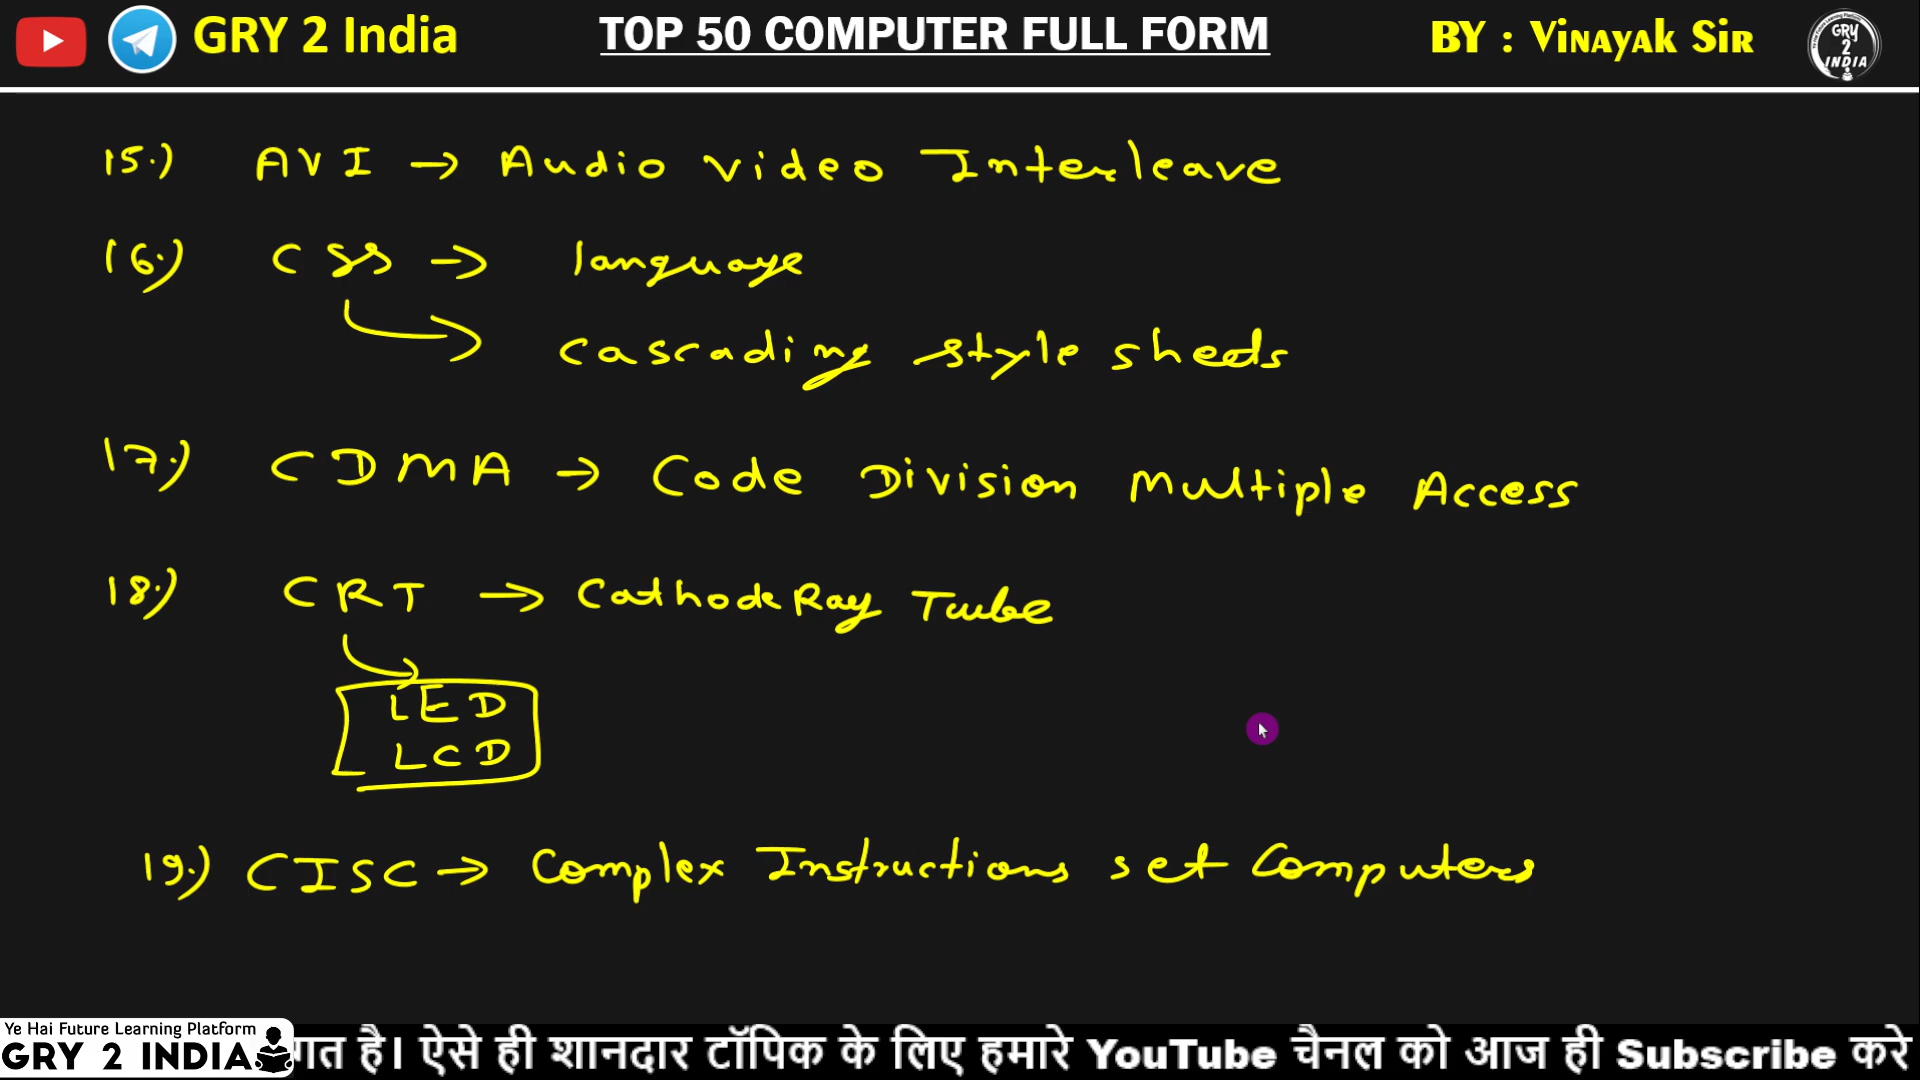 GRY 2 India
TOP 50 COMPUTER FULL FORM
BY : Vinayak Sir
GRY 2 INDIA
15.) AVI → Audio Video Interleave
16.) CSS → language
→ Cascading style sheets
17.) CDMA → Code Division Multiple Access
18.) CRT → Cathode Ray Tube
LED
LCD
19.) CISC → Complex Instructions set Computers
Ye Hai Future Learning Platform
GRY 2 INDIA
गत है। ऐसे ही शानदार टॉपिक के लिए हमारे YouTube चैनल को आज ही Subscribe करे